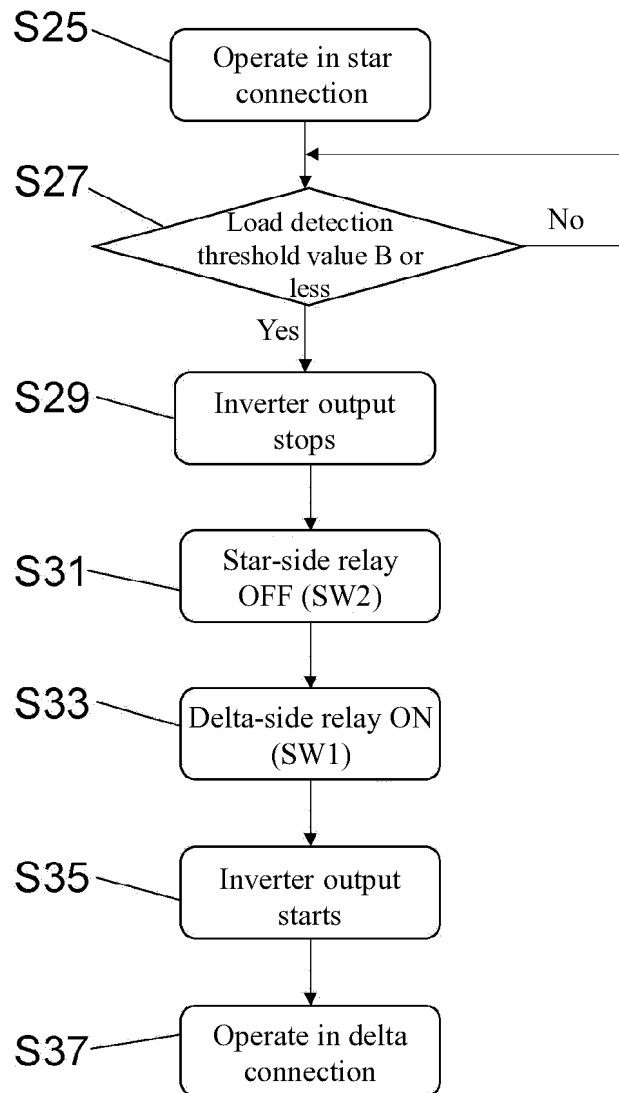 S25
Operate in star
connection
S27
Load detection
threshold value B or
less
No
Yes
S29
Inverter output
stops
S31
Star-side relay
OFF (SW2)
S33
Delta-side relay ON
(SW1)
S35
Inverter output
starts
S37
Operate in delta
connection